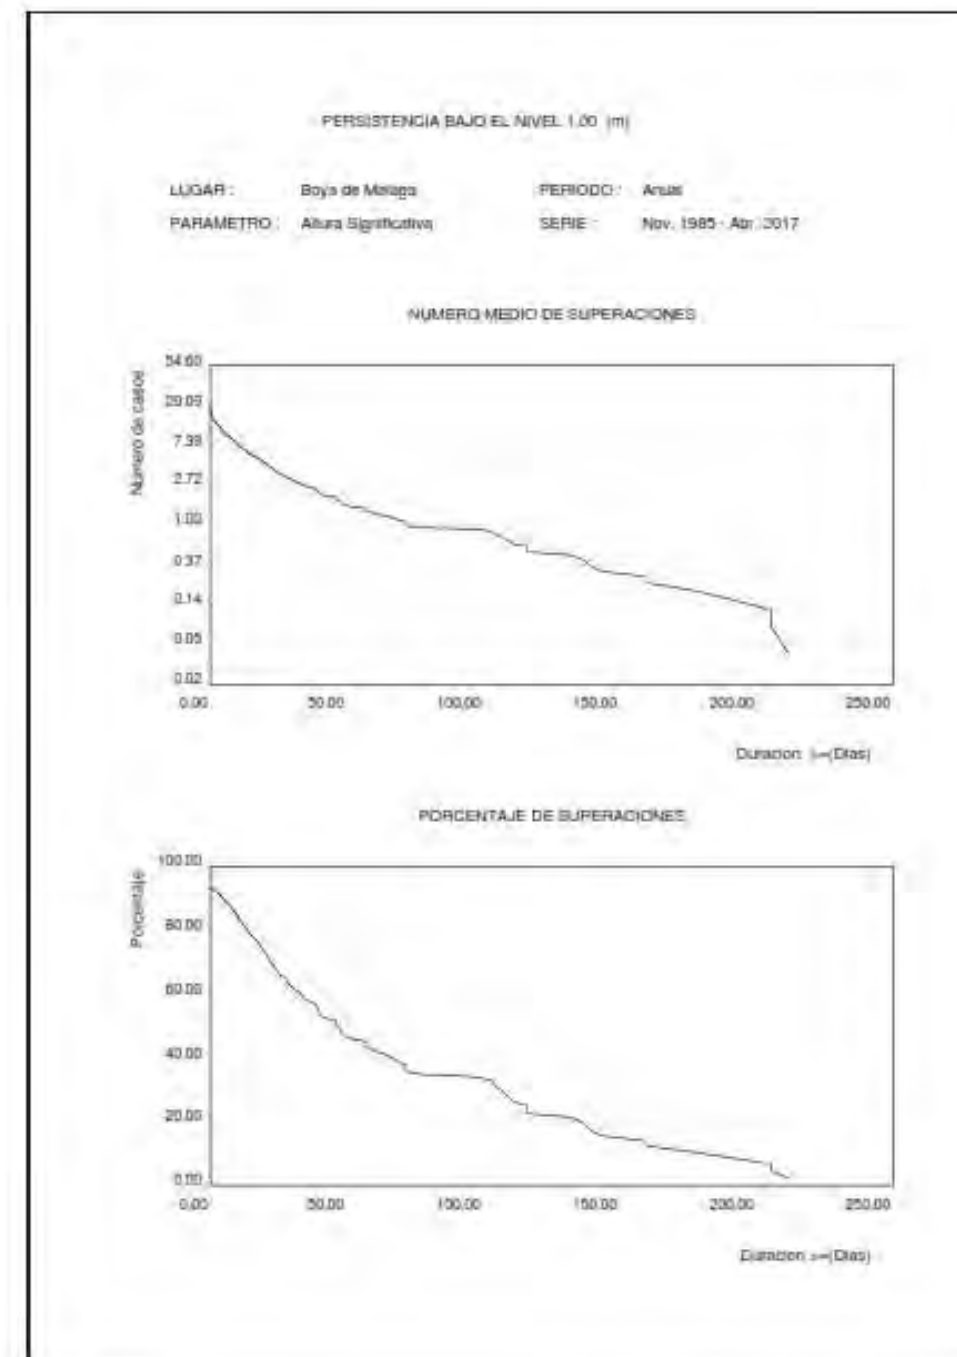 PERSISTENCIA BAJO EL NIVEL 1.00 (m)
LUGAR : Boya de Malaga PERIODO : Anual
PARAMETRO : Altura Significativa SERIE : Nov. 1985 - Abr. 2017
NUMERO MEDIO DE SUPERACIONES
Número de casos
54.60
20.09
7.39
2.72
1.00
0.37
0.14
0.05
0.02
0.00 50.00 100.00 150.00 200.00 250.00
Duracion >=(Dias)
PORCENTAJE DE SUPERACIONES
Porcentaje
100.00
80.00
60.00
40.00
20.00
0.00
0.00 50.00 100.00 150.00 200.00 250.00
Duracion >=(Dias)